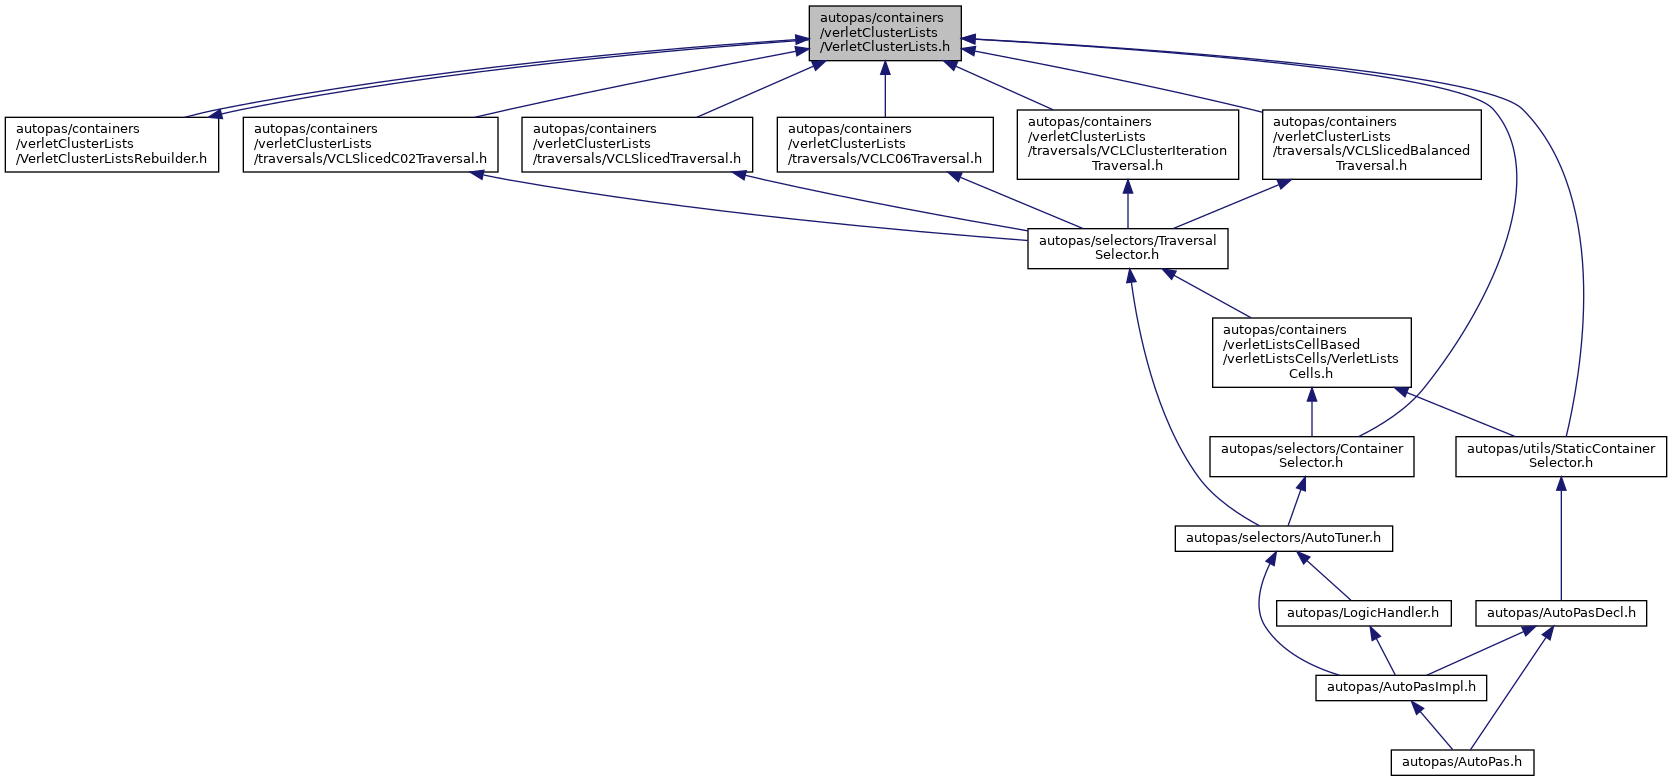 autopas/containers
/verletClusterLists
/VerletClusterLists.h
autopas/containers
/verletClusterLists
/VerletClusterListsRebuilder.h
autopas/containers
/verletClusterLists
/traversals/VCLSlicedC02Traversal.h
autopas/containers
/verletClusterLists
/traversals/VCLSlicedTraversal.h
autopas/containers
/verletClusterLists
/traversals/VCLC06Traversal.h
autopas/containers
/verletClusterLists
/traversals/VCLClusterIteration
Traversal.h
autopas/containers
/verletClusterLists
/traversals/VCLSlicedBalanced
Traversal.h
autopas/selectors/Traversal
Selector.h
autopas/containers
/verletListsCellBased
/verletListsCells/VerletLists
Cells.h
autopas/selectors/Container
Selector.h
autopas/utils/StaticContainer
Selector.h
autopas/selectors/AutoTuner.h
autopas/LogicHandler.h
autopas/AutoPasDecl.h
autopas/AutoPasImpl.h
autopas/AutoPas.h